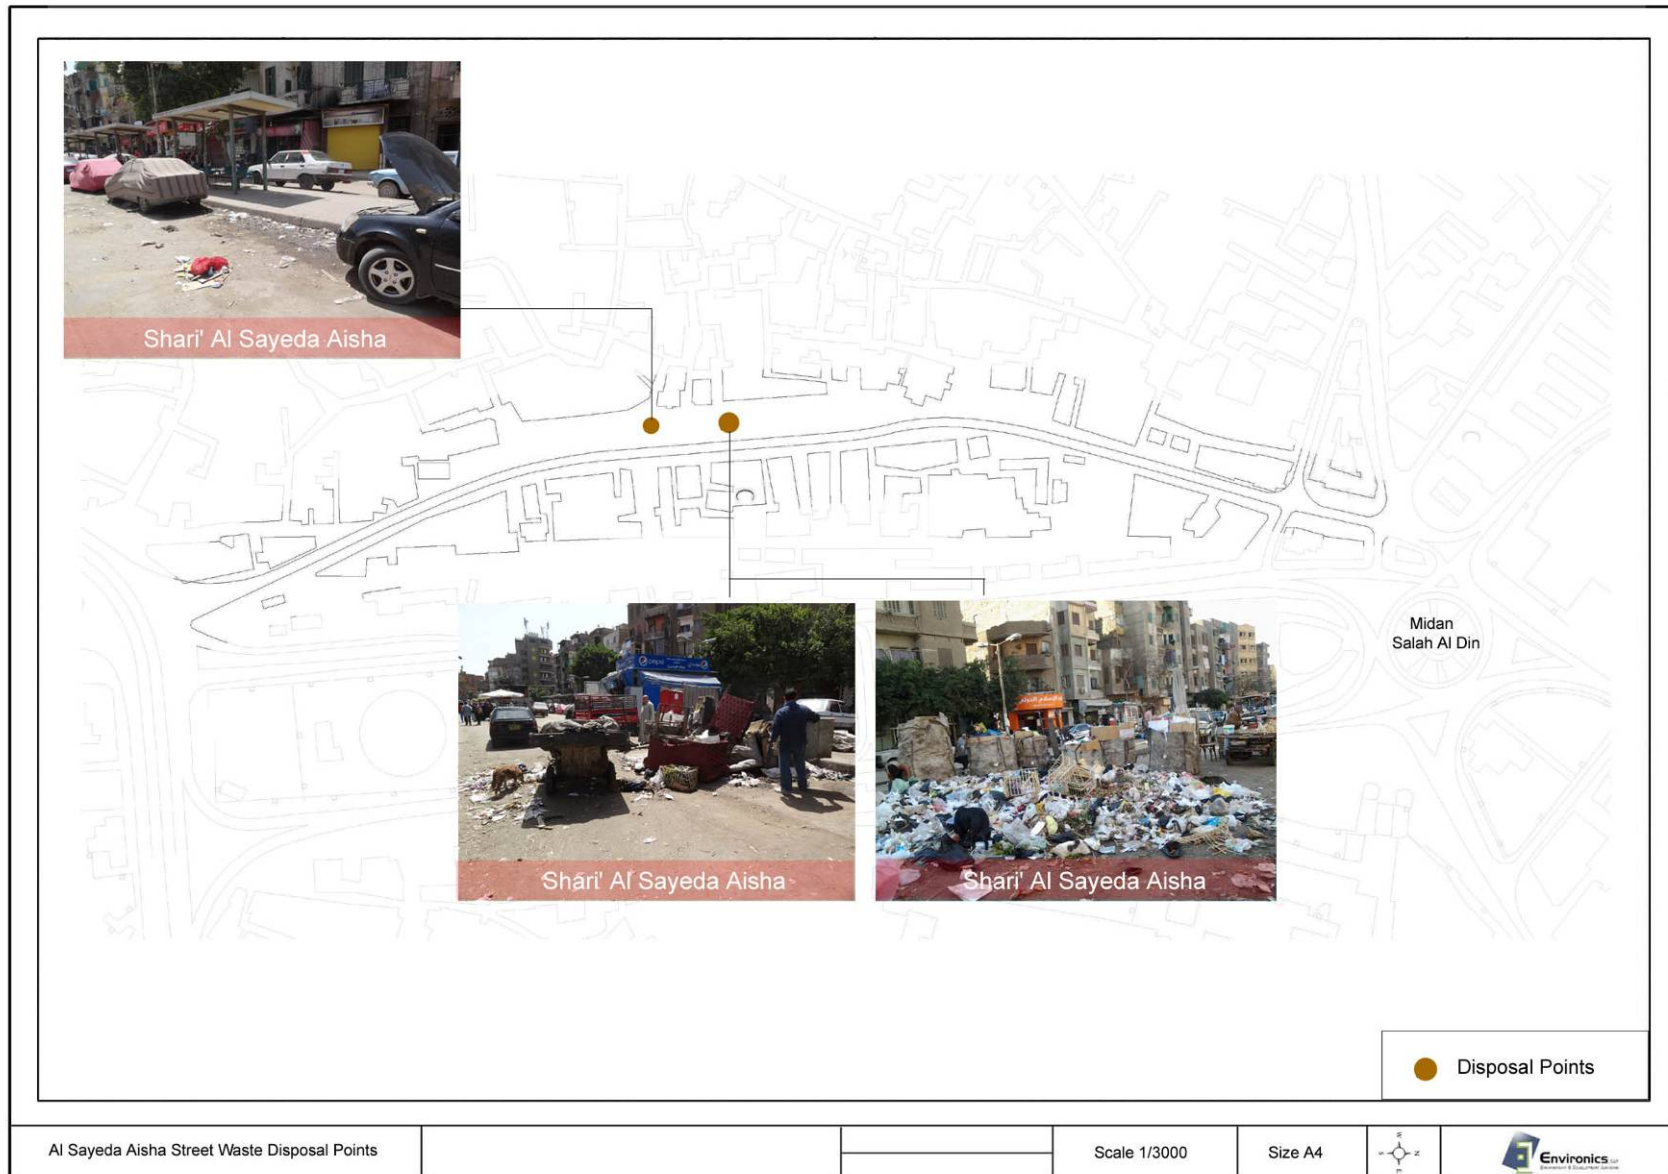 Shari' Al Sayeda Aisha
Shari' Al Sayeda Aisha
Shari' Al Sayeda Aisha
Midan
Salah Al Din
Disposal Points
Al Sayeda Aisha Street Waste Disposal Points
Scale 1/3000
Size A4
Environics